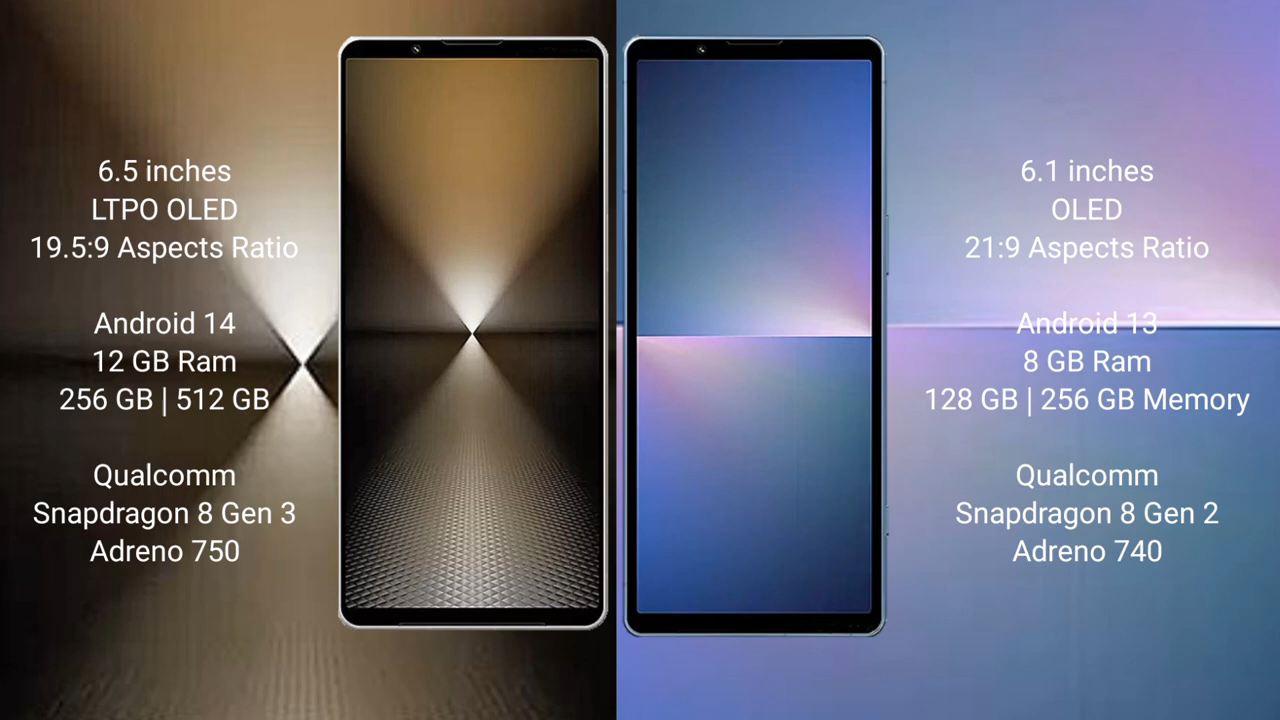 6.5 inches
LTPO OLED
19.5:9 Aspects Ratio
Android 14
12 GB Ram
256 GB | 512 GB
Qualcomm
Snapdragon 8 Gen 3
Adreno 750
6.1 inches
OLED
21:9 Aspects Ratio
Android 13
8 GB Ram
128 GB | 256 GB Memory
Qualcomm
Snapdragon 8 Gen 2
Adreno 740